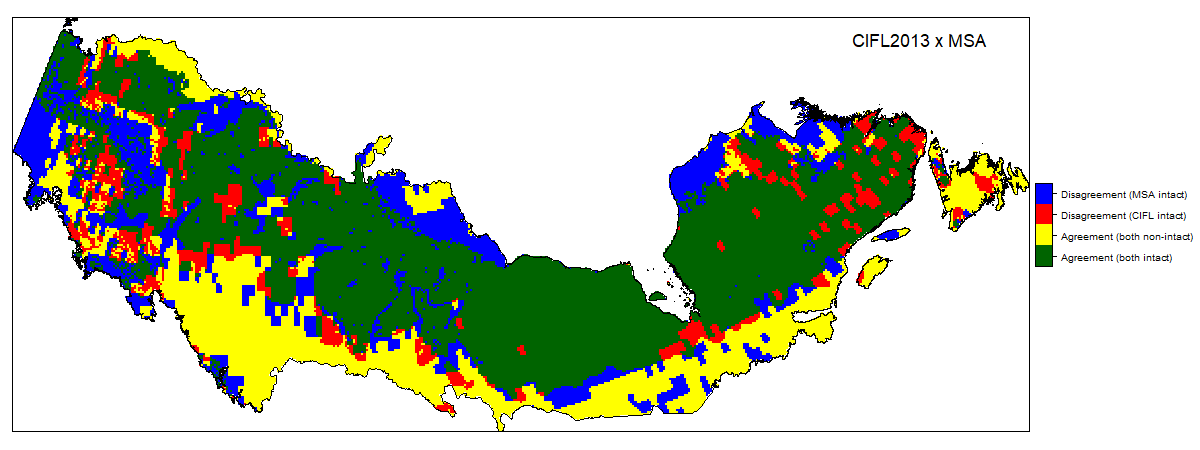 CIFL2013 x MSA
Disagreement (MSA intact)
Disagreement (CIFL intact)
Agreement (both non-intact)
Agreement (both intact)